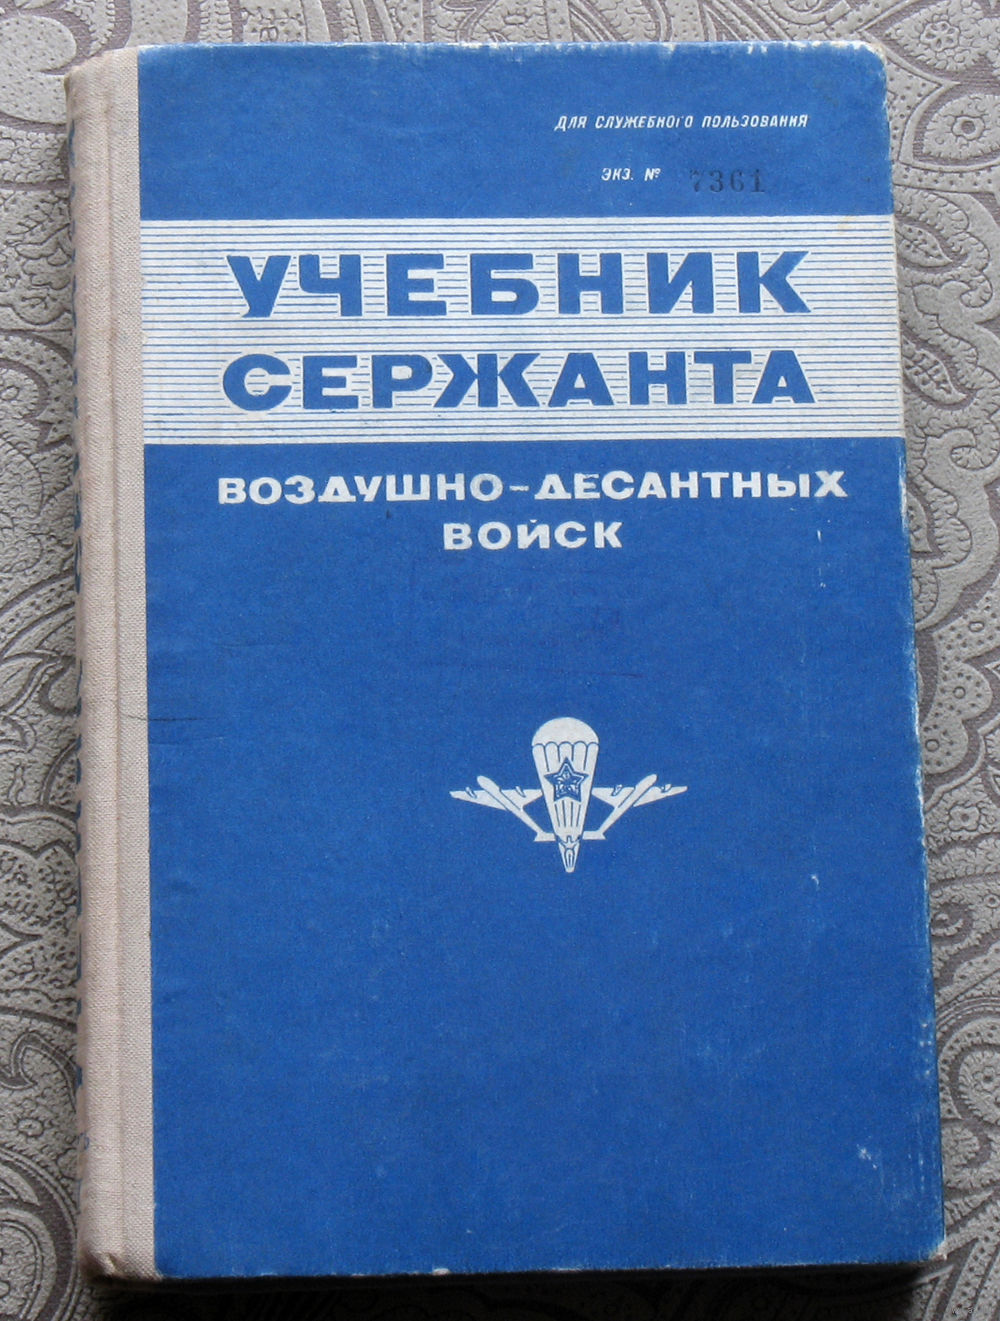 ДЛЯ СЛУЖЕБНОГО ПОЛЬЗОВАНИЯ
ЭКЗ. № 7361
УЧЕБНИК
СЕРЖАНТА
ВОЗДУШНО-ДЕСАНТНЫХ
ВОЙСК